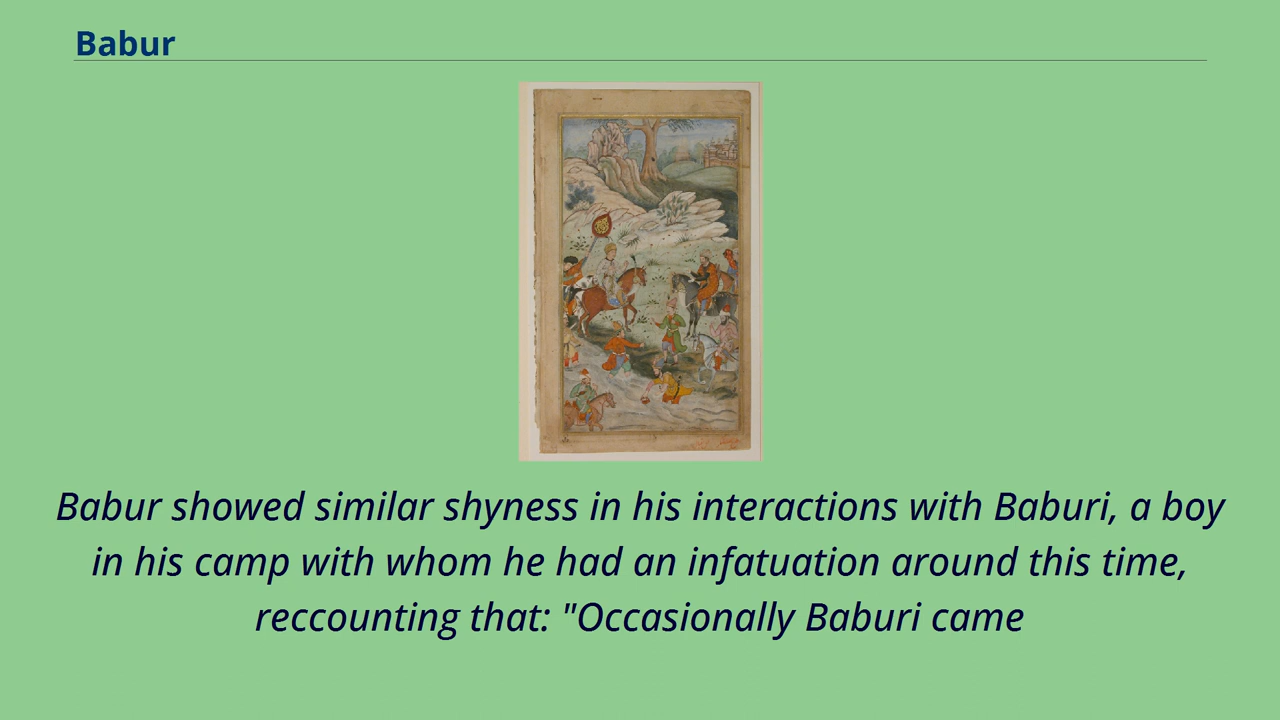 Babur
Babur showed similar shyness in his interactions with Baburi, a boy
in his camp with whom he had an infatuation around this time,
reccounting that: "Occasionally Baburi came